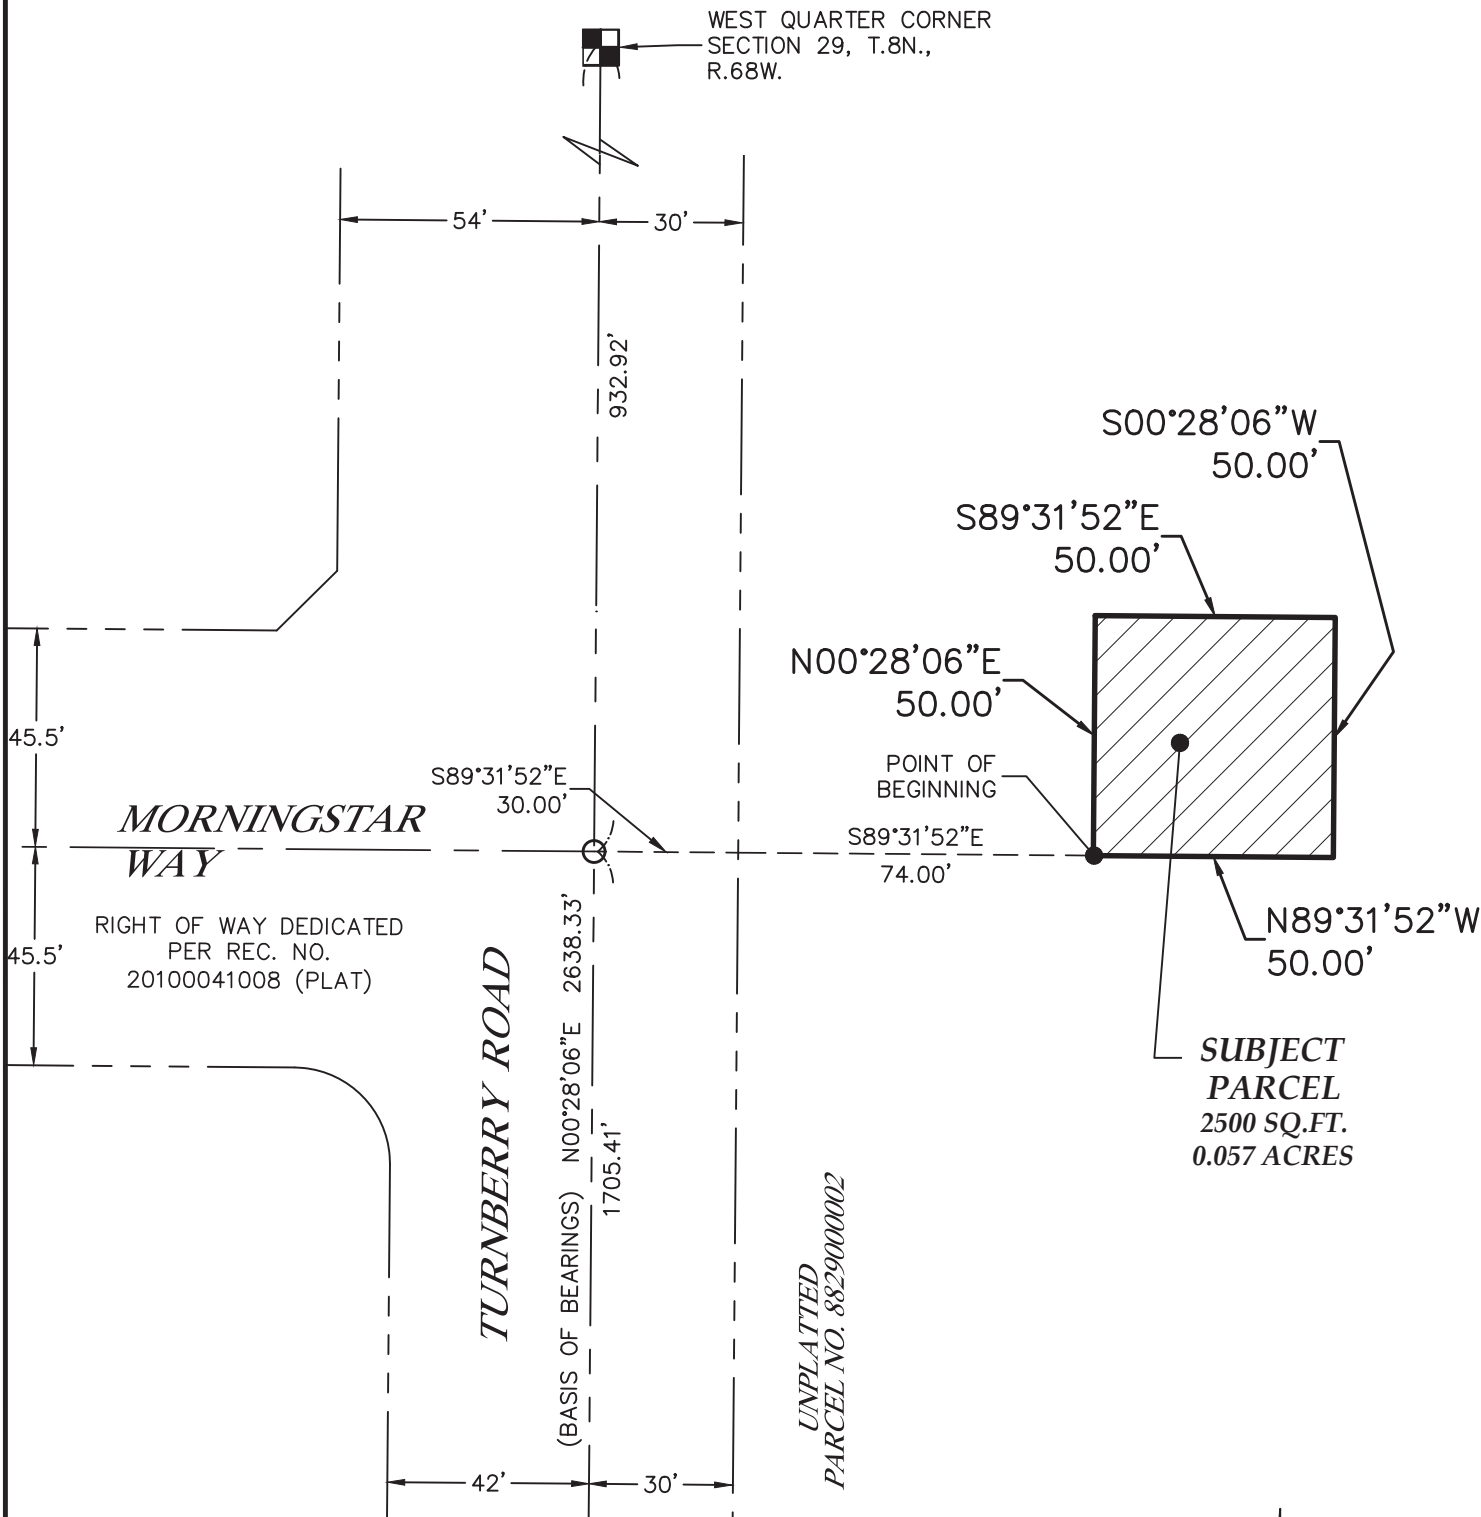 WEST QUARTER CORNER
SECTION 29, T.8N.,
R.68W.
54'
30'
932.92'
S00°28'06"W
50.00'
S89°31'52"E
50.00'
N00°28'06"E
50.00'
45.5'
POINT OF
BEGINNING
S89°31'52"E
30.00'
MORNINGSTAR
WAY
S89°31'52"E
74.00'
RIGHT OF WAY DEDICATED
PER REC. NO.
20100041008 (PLAT)
45.5'
N89°31'52"W
50.00'
TURNBERRY ROAD
(BASIS OF BEARINGS) N00°28'06"E 2638.33'
1705.41'
SUBJECT
PARCEL
2500 SQ.FT.
0.057 ACRES
UNPLATTED
PARCEL NO. 8829000002
42'
30'